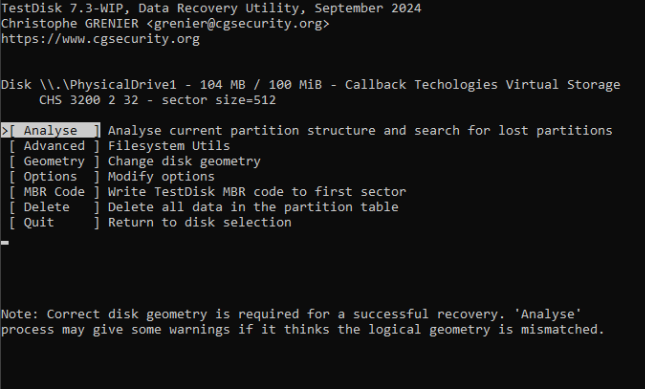 TestDisk 7.3-WIP, Data Recovery Utility, September 2024
Christophe GRENIER <grenier@cgsecurity.org>
https://www.cgsecurity.org
Disk \\.\PhysicalDrive1 - 104 MB / 100 MiB - Callback Techologies Virtual Storage
     CHS 3200 2 32 - sector size=512
>[ Analyse  ] Analyse current partition structure and search for lost partitions
 [ Advanced ] Filesystem Utils
 [ Geometry ] Change disk geometry
 [ Options  ] Modify options
 [ MBR Code ] Write TestDisk MBR code to first sector
 [ Delete   ] Delete all data in the partition table
 [ Quit     ] Return to disk selection
Note: Correct disk geometry is required for a successful recovery. 'Analyse'
process may give some warnings if it thinks the logical geometry is mismatched.